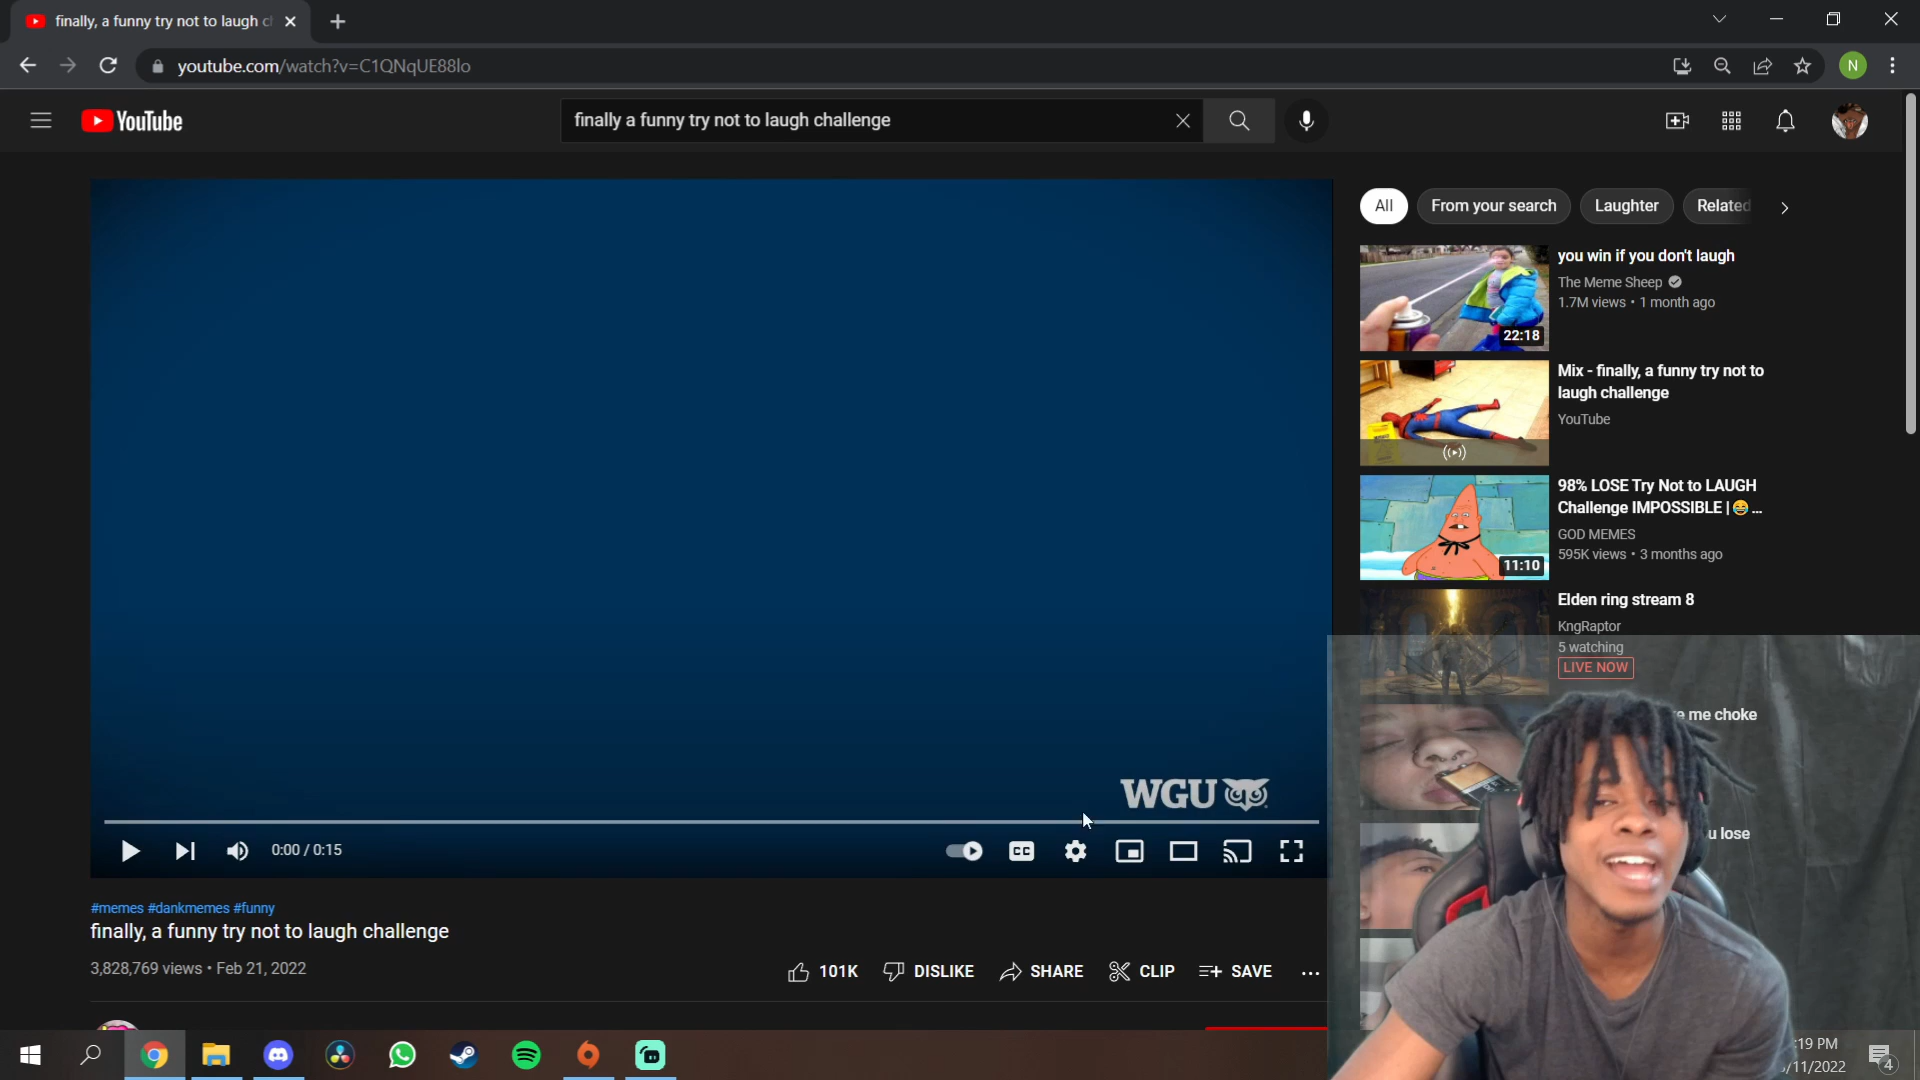 finally, a funny try not to laugh
youtube.com/watch?v=C1QNqUE88lo
N
YouTube
finally a funny try not to laugh challenge
All
From your search
Laughter
Related
you win if you don't laugh
The Meme Sheep
1.7M views • 1 month ago
22:18
Mix - finally, a funny try not to
laugh challenge
YouTube
98% LOSE Try Not to LAUGH
Challenge IMPOSSIBLE | 😂 ...
GOD MEMES
595K views • 3 months ago
11:10
Elden ring stream 8
KngRaptor
5 watching
LIVE NOW
me choke
lose
WGU
0:00 / 0:15
CC
#memes #dankmemes #funny
finally, a funny try not to laugh challenge
3,828,769 views • Feb 21, 2022
101K
DISLIKE
SHARE
CLIP
SAVE
:19 PM
/11/2022
4